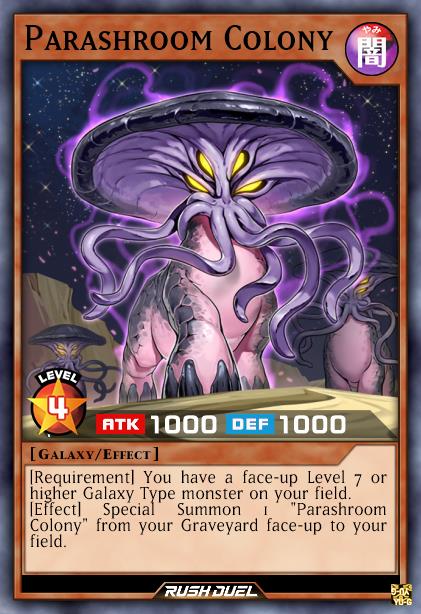 Parashroom Colony
やみ
闇
LEVEL
4
ATK 1000 DEF 1000
[Galaxy/Effect]
[Requirement] You have a face-up Level 7 or
higher Galaxy Type monster on your field.
[Effect] Special Summon 1 "Parashroom
Colony" from your Graveyard face-up to your
field.
RUSH DUEL